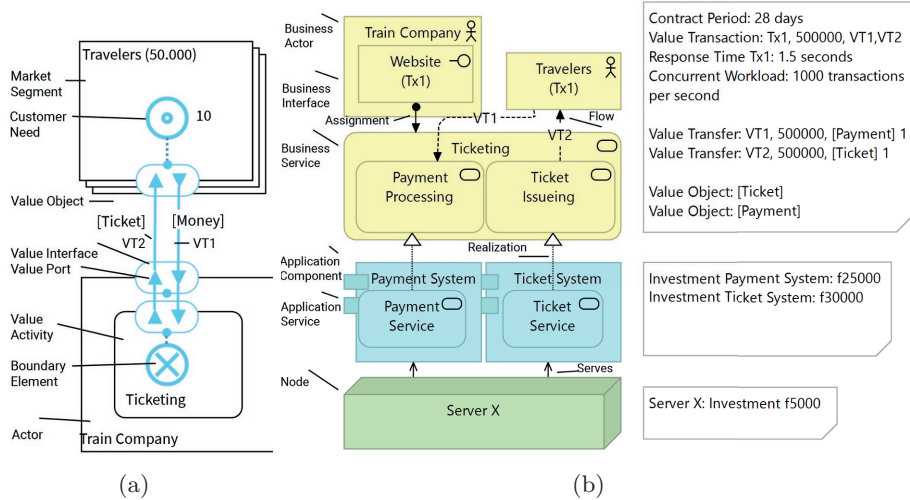 Travelers (50.000)
Market
Segment
Customer
Need
10
Value Object
[Ticket]
[Money]
VT2
VT1
Value Interface
Value Port
Value
Activity
Boundary
Element
Ticketing
Actor
Train Company
(a)
Business
Actor
Train Company
Website
(Tx1)
Travelers
(Tx1)
Business
Interface
Assignment
VT1
VT2
Flow
Business
Service
Ticketing
Payment
Processing
Ticket
Issueing
Realization
Application
Component
Payment System
Ticket System
Application
Service
Payment
Service
Ticket
Service
Node
Serves
Server X
(b)
Contract Period: 28 days
Value Transaction: Tx1, 500000, VT1,VT2
Response Time Tx1: 1.5 seconds
Concurrent Workload: 1000 transactions
per second
Value Transfer: VT1, 500000, [Payment] 1
Value Transfer: VT2, 500000, [Ticket] 1
Value Object: [Ticket]
Value Object: [Payment]
Investment Payment System: f25000
Investment Ticket System: f30000
Server X: Investment f5000